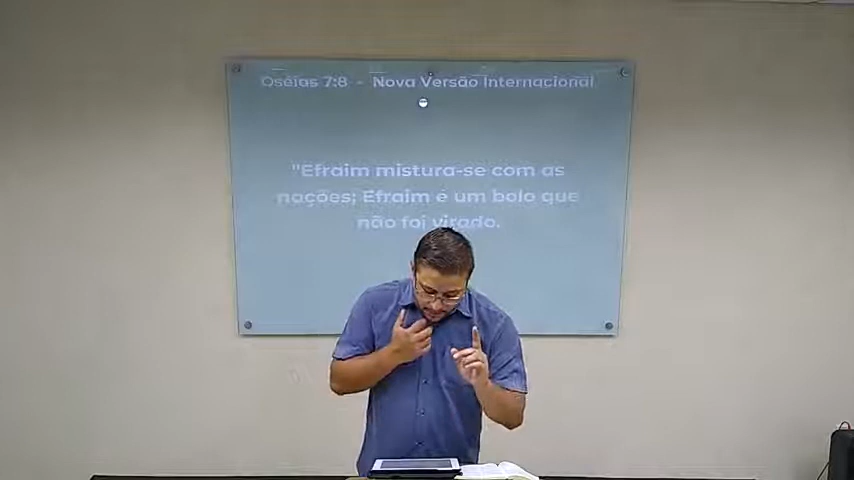 Oséias 7:8 - Nova Versão Internacional
"Efraim mistura-se com as
nações; Efraim é um bolo que
não foi virado.